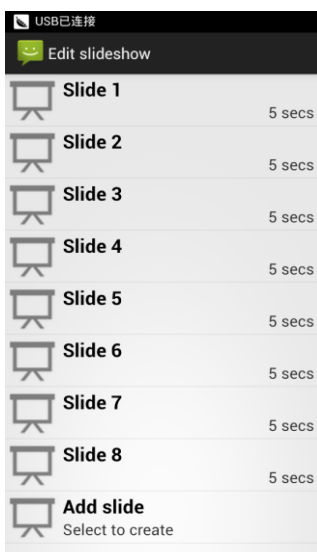 USB已连接
Edit slideshow
Slide 1
5 secs
Slide 2
5 secs
Slide 3
5 secs
Slide 4
5 secs
Slide 5
5 secs
Slide 6
5 secs
Slide 7
5 secs
Slide 8
5 secs
Add slide
Select to create